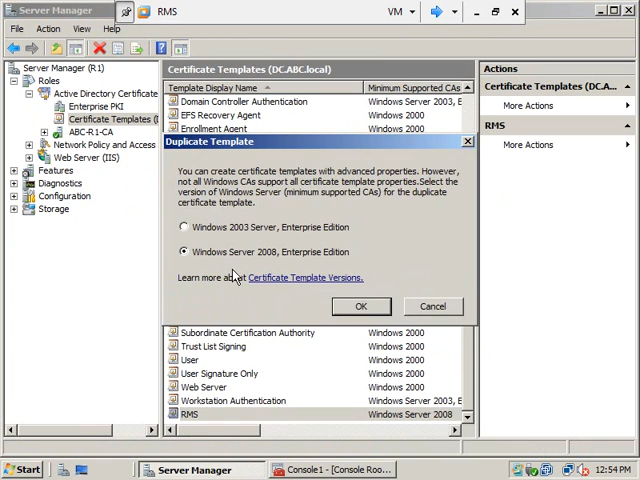 RMS
VM
File Action View Help
Server Manager (R1)
Roles
Active Directory Certificate
Enterprise PKI
Certificate Templates (D
ABC-R1-CA
Network Policy and Access
Web Server (IIS)
Features
Diagnostics
Configuration
Storage
Certificate Templates (DC.ABC.local)
Template Display Name Minimum Supported CAs
Domain Controller Authentication Windows Server 2003, E
EFS Recovery Agent Windows 2000
Enrollment Agent Windows 2000
Duplicate Template
You can create certificate templates with advanced properties. However,
not all Windows CAs support all certificate template properties.Select the
version of Windows Server (minimum supported CAs) for the duplicate
certificate template.
Windows 2003 Server, Enterprise Edition
Windows Server 2008, Enterprise Edition
Learn more about Certificate Template Versions.
OK Cancel
Subordinate Certification Authority Windows 2000
Trust List Signing Windows 2000
User Windows 2000
User Signature Only Windows 2000
Web Server Windows 2000
Workstation Authentication Windows Server 2003, E
RMS Windows Server 2008
Actions
Certificate Templates (DC.A...
More Actions
RMS
More Actions
Start Server Manager Console1 - [Console Roo... 12:54 PM